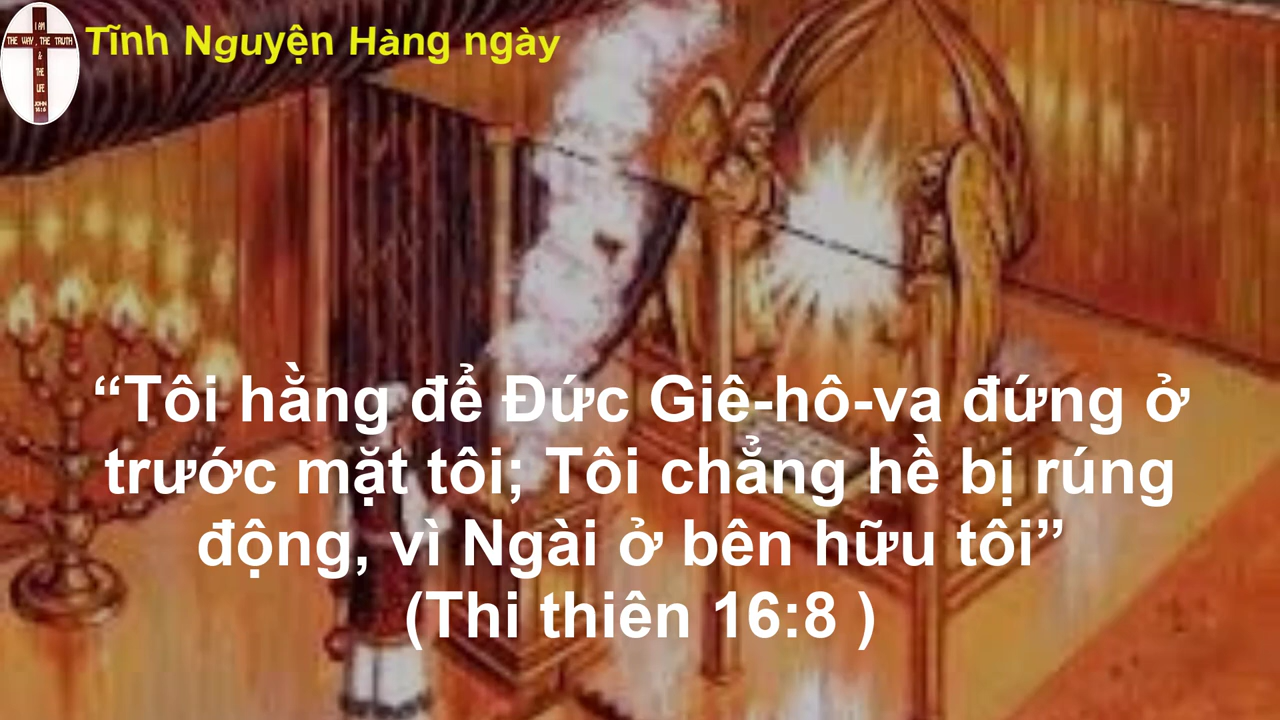 I AM
THE WAY, THE TRUTH
&
THE
LIFE
JOHN
Tĩnh Nguyện Hàng ngày
“Tôi hằng để Đức Giê-hô-va đứng ở
trước mặt tôi; Tôi chẳng hề bị rúng
động, vì Ngài ở bên hữu tôi”
(Thi thiên 16:8 )